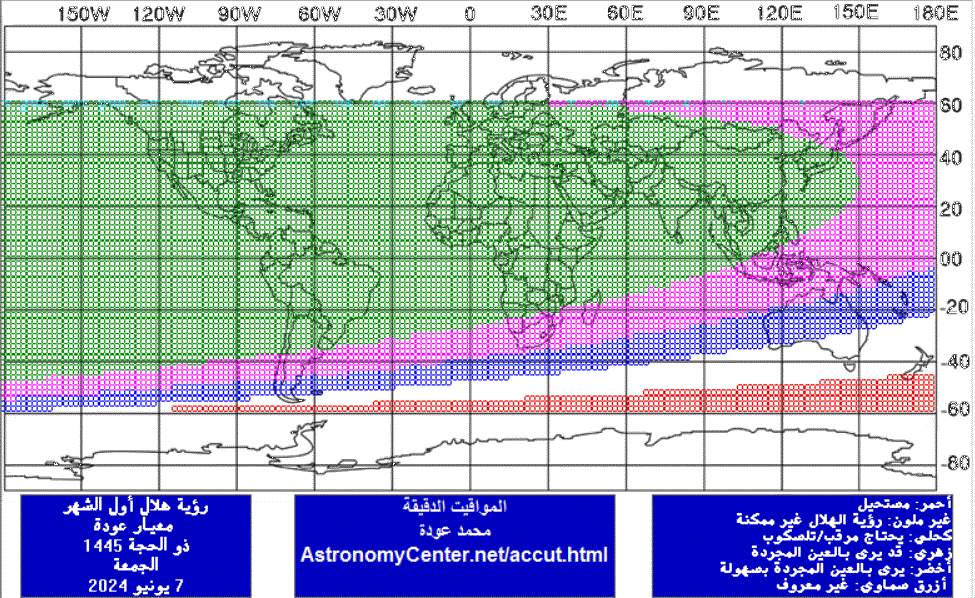 150W 120W 90W 60W 30W 0 30E 60E 90E 120E 150E 180E
80
60
40
20
00
-20
-40
-60
-80
رؤية هلال أول الشهر
معيار عودة
ذو الحجة 1445
الجمعة
7 يونيو 2024
المواقيت الدقيقة
محمد عودة
AstronomyCenter.net/accut.html
أحمر: مستحيل
غير ملون: رؤية الهلال غير ممكنة
كحلي: يحتاج مرقب/تلسكوب
زهري: قد يرى بالعين المجردة
أخضر: يرى بالعين المجردة بسهولة
أزرق سماوي: غير معروف